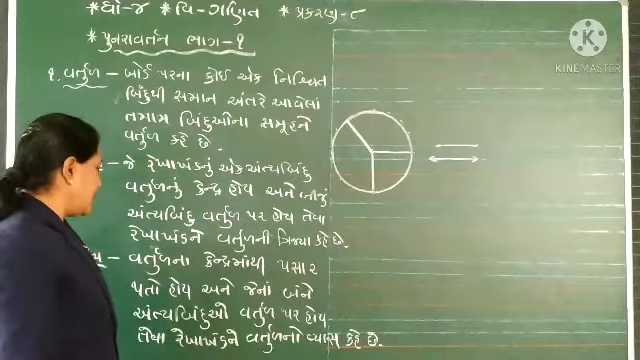 * ધો-૪ * વિ-ગણિત * પ્રકરણ-૮
* પુનરાવર્તન ભાગ-૧
KINEMASTER
૧. વર્તુળ - બોર્ડ પરના કોઈ એક નિશ્ચિત
બિંદુથી સમાન અંતરે આવેલાં
તમામ બિંદુઓના સમૂહને
વર્તુળ કહે છે.
- જે રેખાખંડનું એક અંત્યબિંદુ
વર્તુળનું કેન્દ્ર હોય અને બીજું
અંત્યબિંદુ વર્તુળ પર હોય તેવા
રેખાખંડને વર્તુળની ત્રિજ્યા કહે છે.
- વર્તુળના કેન્દ્રમાંથી પસાર
થતો હોય અને જેનાં બંને
અંત્યબિંદુઓ વર્તુળ પર હોય
તેવા રેખાખંડને વર્તુળનો વ્યાસ કહે છે.